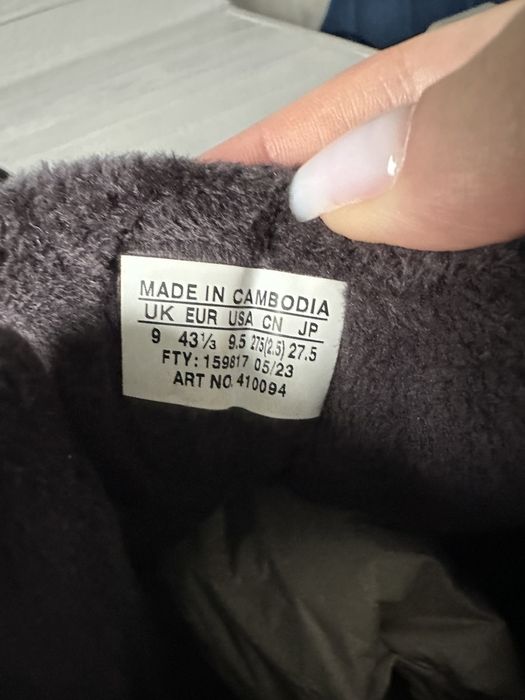 MADE IN CAMBODIA
UK EUR USA CN JP
9 43⅓ 9.5 275(2.5) 27.5
FTY: 159817 05/23
ART NO. 410094